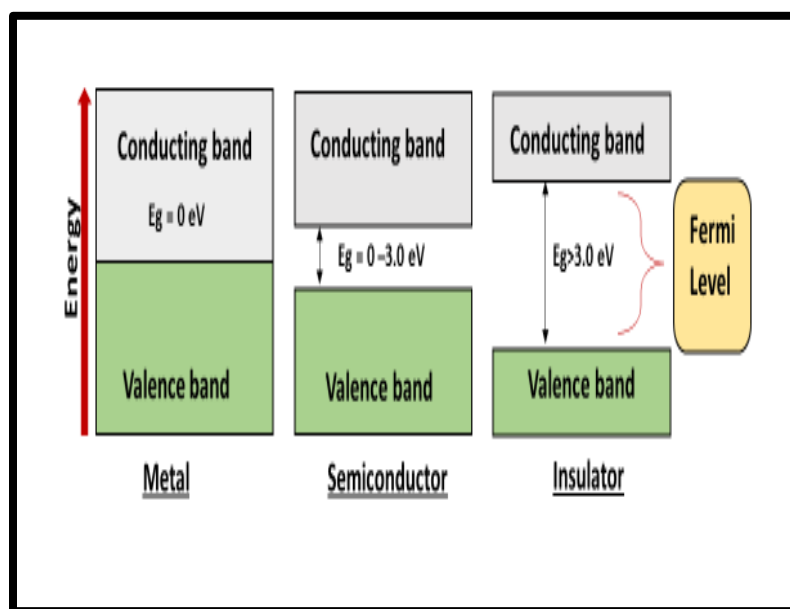 Energy
Conducting band
Eg = 0 eV
Valence band
Metal
Conducting band
Eg = 0 –3.0 eV
Valence band
Semiconductor
Conducting band
Eg>3.0 eV
Valence band
Insulator
Fermi
Level